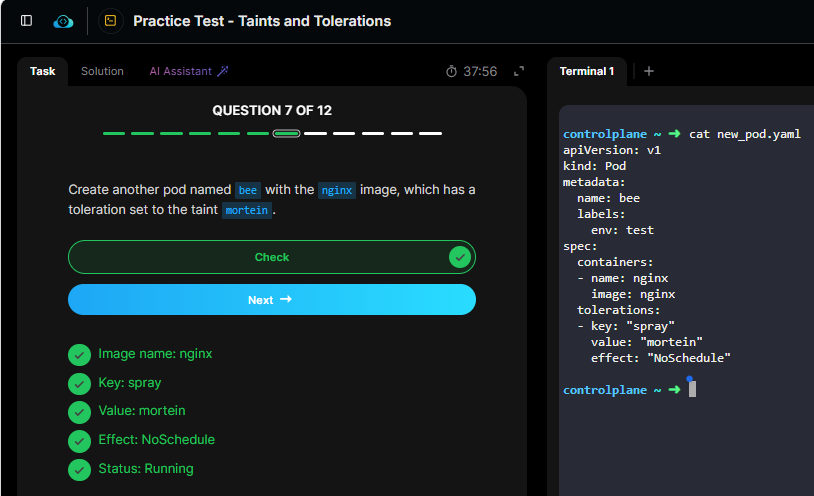 Practice Test - Taints and Tolerations
Task
Solution
AI Assistant
37:56
QUESTION 7 OF 12
Create another pod named bee with the nginx image, which has a
toleration set to the taint mortein.
Check
Next →
Image name: nginx
Key: spray
Value: mortein
Effect: NoSchedule
Status: Running
Terminal 1
+
controlplane ~ ➜ cat new_pod.yaml
apiVersion: v1
kind: Pod
metadata:
  name: bee
  labels:
    env: test
spec:
  containers:
  - name: nginx
    image: nginx
  tolerations:
  - key: "spray"
    value: "mortein"
    effect: "NoSchedule"
controlplane ~ ➜